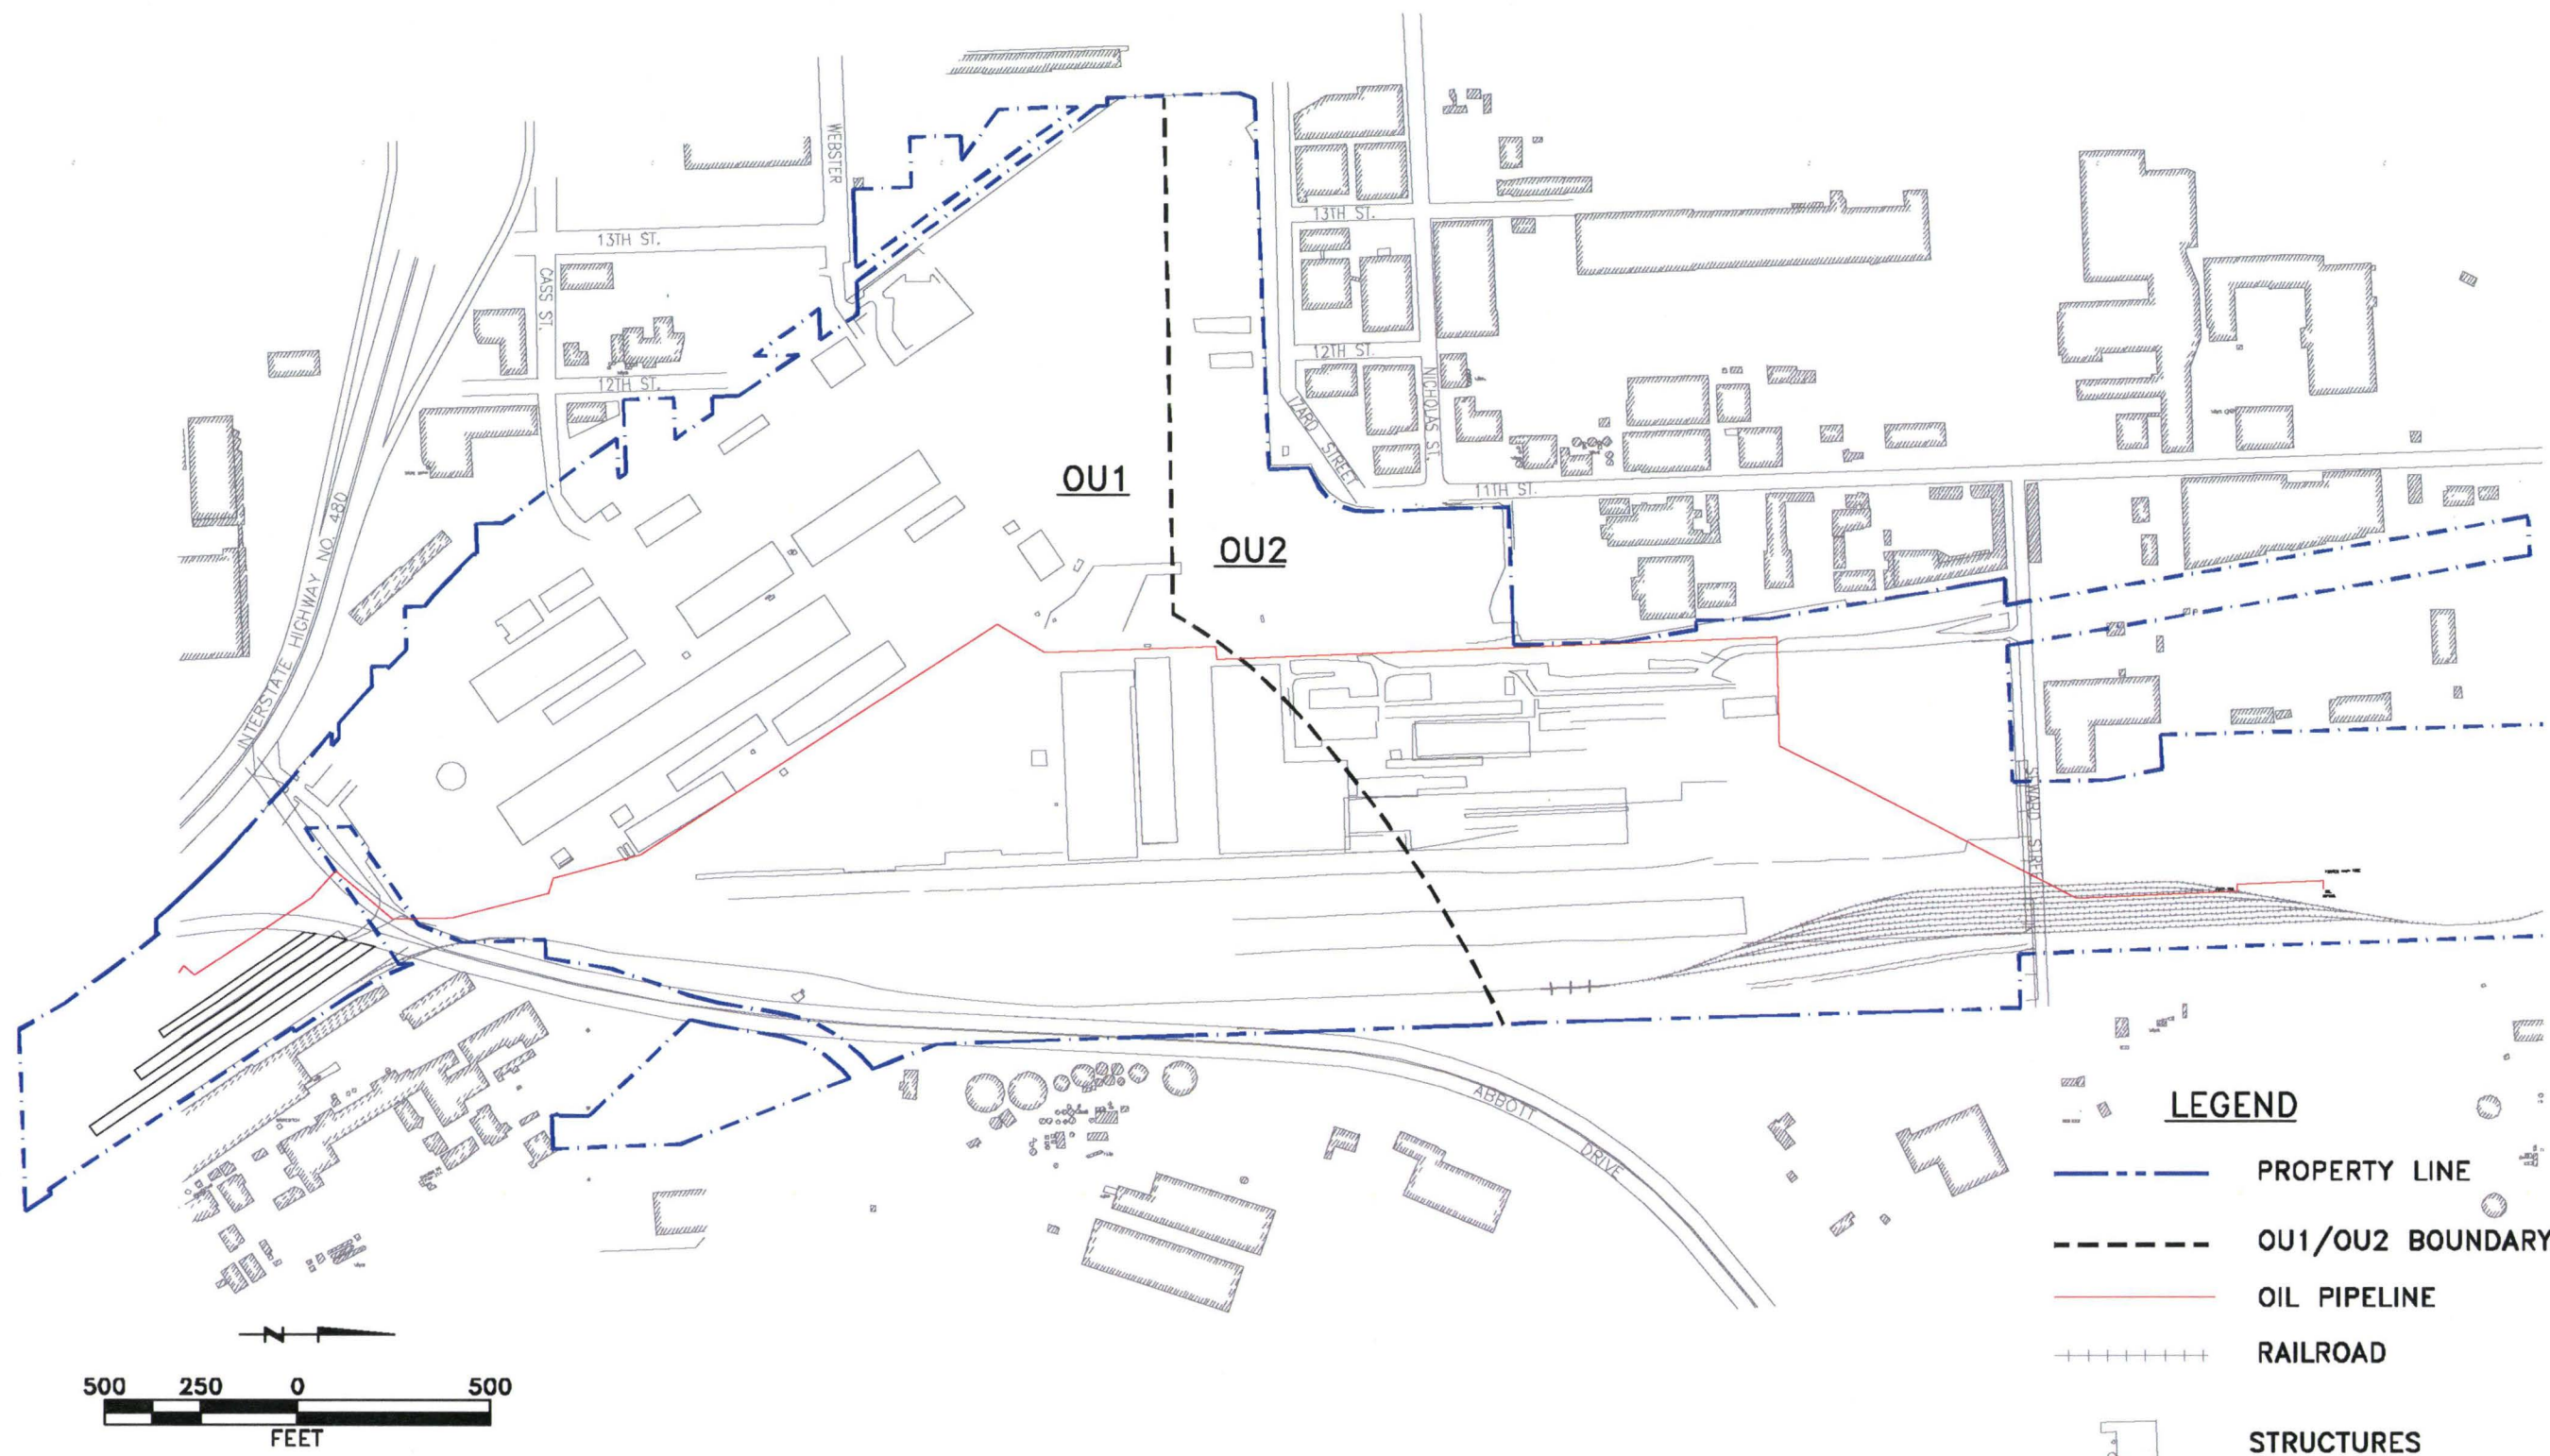 WEBSTER
13TH ST.
13TH ST.
CASS ST.
12TH ST.
12TH ST.
NICHOLAS ST.
IZARD STREET
OU1
11TH ST.
INTERSTATE HIGHWAY NO. 480
OU2
SEWARD STREET
ABBOTT DRIVE
LEGEND
PROPERTY LINE
OU1/OU2 BOUNDARY
OIL PIPELINE
RAILROAD
STRUCTURES
N
500 250 0 500
FEET